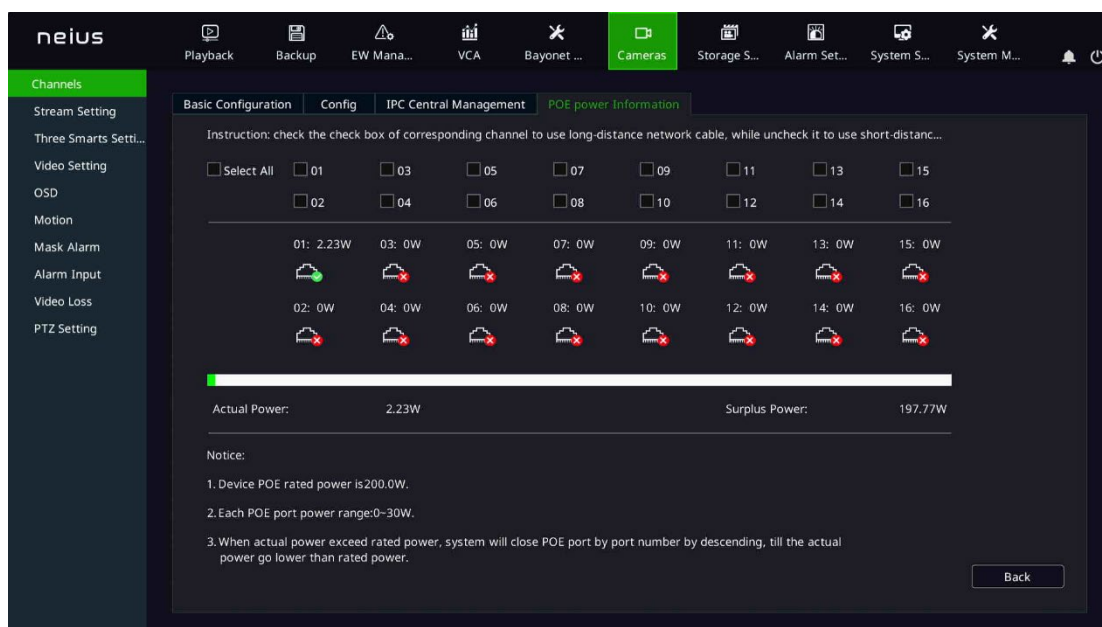 neius
Playback Backup EW Mana... VCA Bayonet ... Cameras Storage S... Alarm Set... System S... System M...
Channels
Stream Setting
Three Smarts Setti...
Video Setting
OSD
Motion
Mask Alarm
Alarm Input
Video Loss
PTZ Setting
Basic Configuration Config IPC Central Management POE power Information
Instruction: check the check box of corresponding channel to use long-distance network cable, while uncheck it to use short-distanc...
Select All 01 03 05 07 09 11 13 15
02 04 06 08 10 12 14 16
01: 2.23W 03: 0W 05: 0W 07: 0W 09: 0W 11: 0W 13: 0W 15: 0W
02: 0W 04: 0W 06: 0W 08: 0W 10: 0W 12: 0W 14: 0W 16: 0W
Actual Power: 2.23W Surplus Power: 197.77W
Notice:
1. Device POE rated power is200.0W.
2. Each POE port power range:0~30W.
3. When actual power exceed rated power, system will close POE port by port number by descending, till the actual
power go lower than rated power.
Back